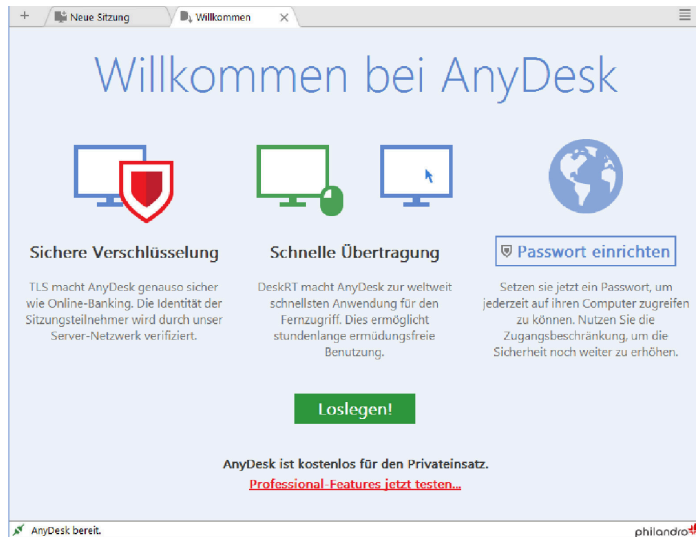 Neue Sitzung
Willkommen
Willkommen bei AnyDesk
Sichere Verschlüsselung
TLS macht AnyDesk genauso sicher
wie Online-Banking. Die Identität der
Sitzungsteilnehmer wird durch unser
Server-Netzwerk verifiziert.
Schnelle Übertragung
DeskRT macht AnyDesk zur weltweit
schnellsten Anwendung für den
Fernzugriff. Dies ermöglicht
stundenlange ermüdungsfreie
Benutzung.
Passwort einrichten
Setzen sie jetzt ein Passwort, um
jederzeit auf ihren Computer zugreifen
zu können. Nutzen Sie die
Zugangsbeschränkung, um die
Sicherheit noch weiter zu erhöhen.
Loslegen!
AnyDesk ist kostenlos für den Privateinsatz.
Professional-Features jetzt testen...
AnyDesk bereit.
philandro